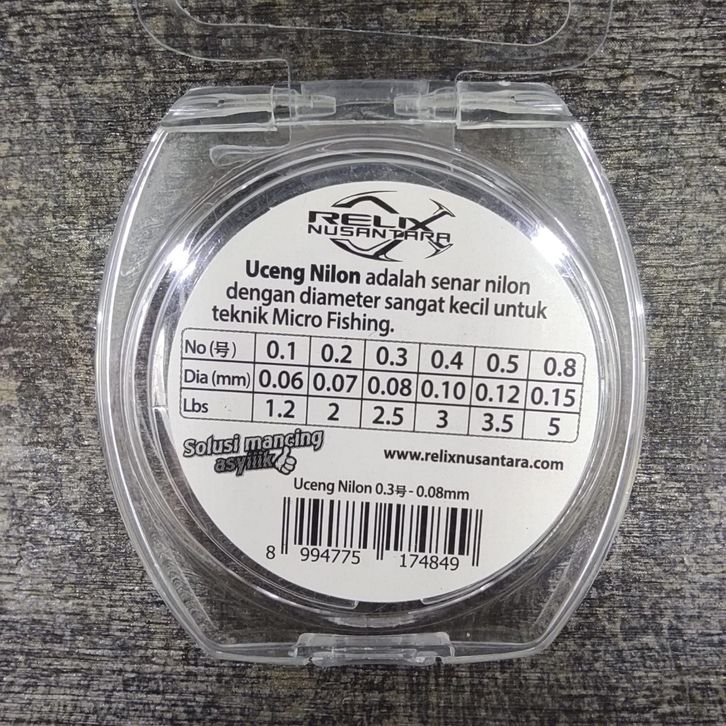 RELIX
NUSANTARA
Uceng Nilon adalah senar nilon
dengan diameter sangat kecil untuk
teknik Micro Fishing.
No (号) 0.1 0.2 0.3 0.4 0.5 0.8
Dia (mm) 0.06 0.07 0.08 0.10 0.12 0.15
Lbs 1.2 2 2.5 3 3.5 5
Solusi mancing
asyiiik
www.relixnusantara.com
Uceng Nilon 0.3号 - 0.08mm
8 994775 174849